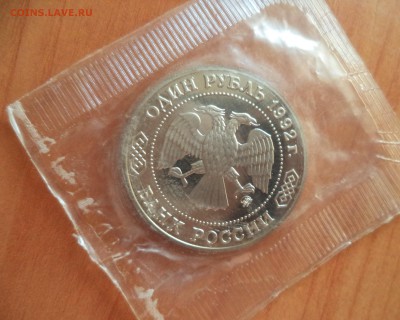 COINS.LAVE.RU
ОДИН РУБЛЬ 1992 г.
БАНК РОССИИ